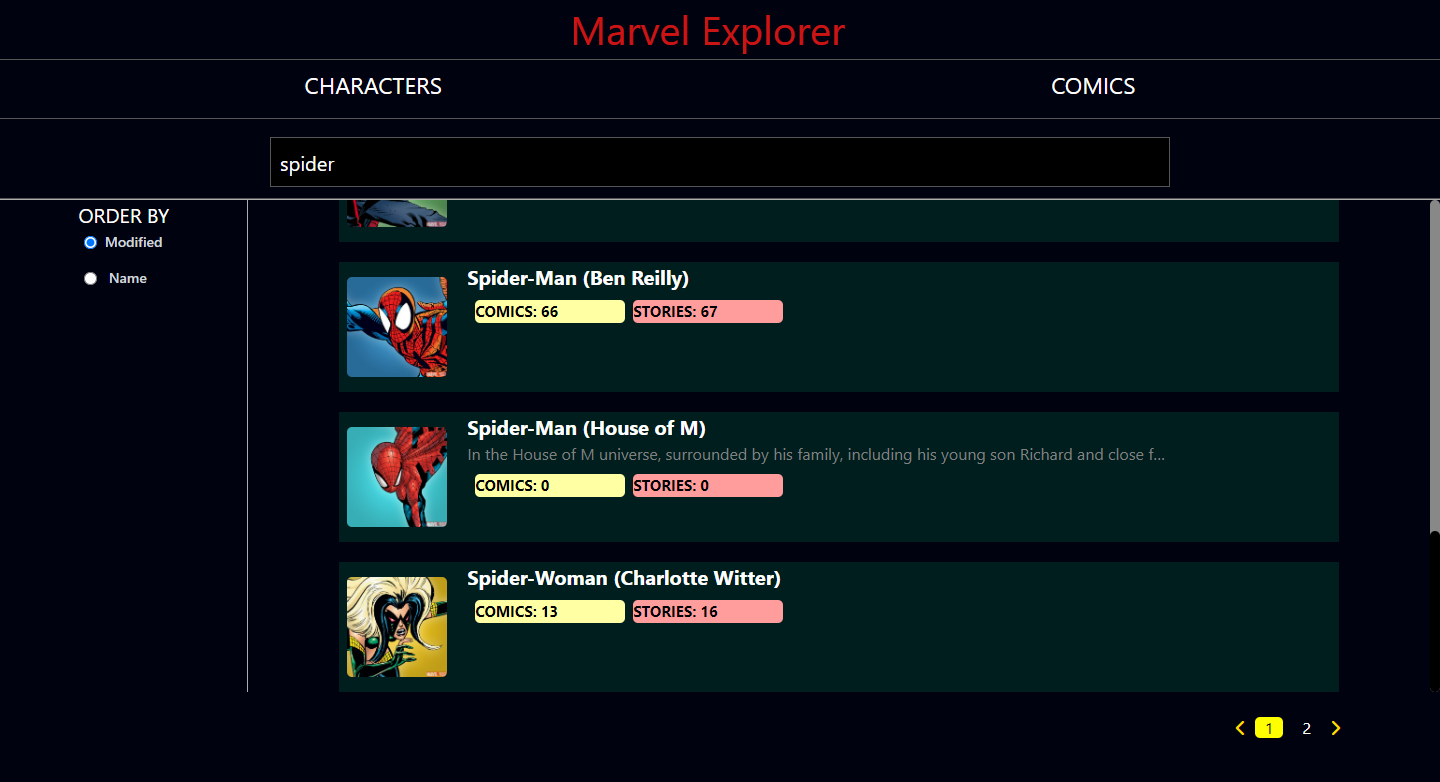 Marvel Explorer
CHARACTERS COMICS
spider
ORDER BY
Modified
Name
Spider-Man (Ben Reilly)
COMICS: 66 STORIES: 67
Spider-Man (House of M)
In the House of M universe, surrounded by his family, including his young son Richard and close f...
COMICS: 0 STORIES: 0
Spider-Woman (Charlotte Witter)
COMICS: 13 STORIES: 16
1 2